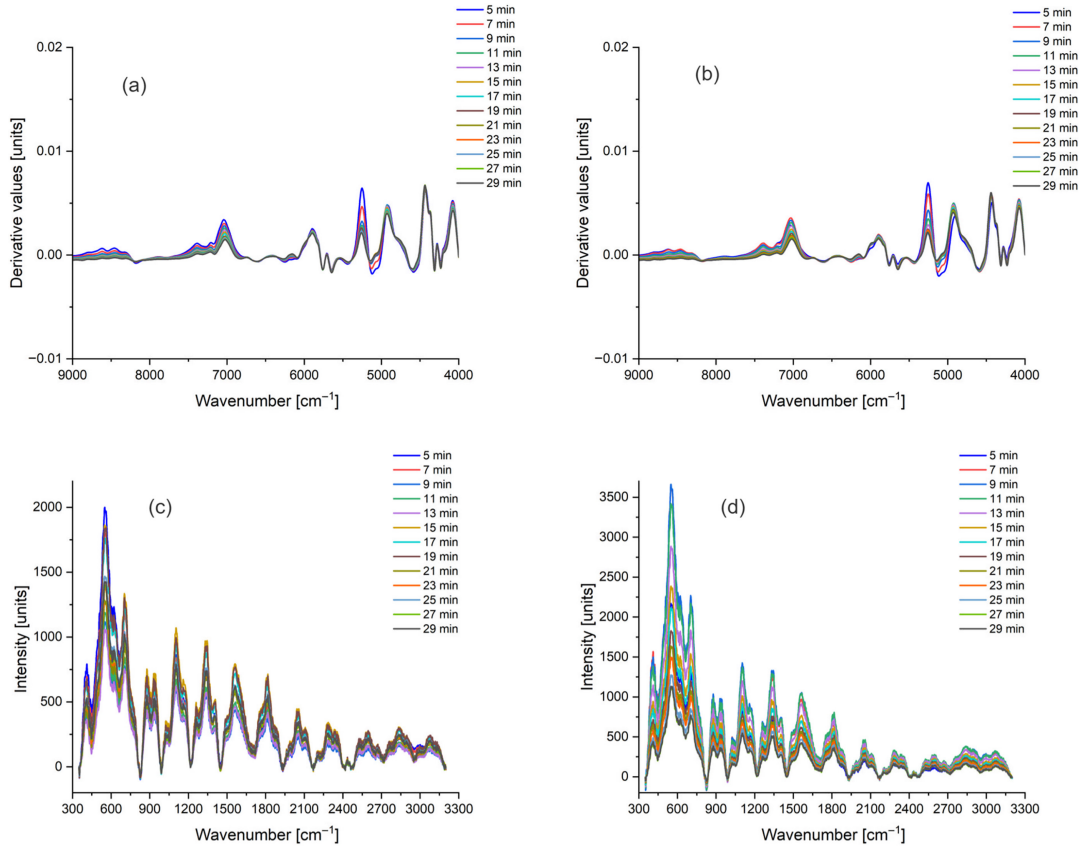 (a)
0.02
0.01
0.00
−0.01
Derivative values [units]
9000 8000 7000 6000 5000 4000
Wavenumber [cm⁻¹]
5 min
7 min
9 min
11 min
13 min
15 min
17 min
19 min
21 min
23 min
25 min
27 min
29 min
(b)
0.02
0.01
0.00
−0.01
Derivative values [units]
9000 8000 7000 6000 5000 4000
Wavenumber [cm⁻¹]
5 min
7 min
9 min
11 min
13 min
15 min
17 min
19 min
21 min
23 min
25 min
27 min
29 min
(c)
2000
1500
1000
500
0
Intensity [units]
300 600 900 1200 1500 1800 2100 2400 2700 3000 3300
Wavenumber [cm⁻¹]
5 min
7 min
9 min
11 min
13 min
15 min
17 min
19 min
21 min
23 min
25 min
27 min
29 min
(d)
3500
3000
2500
2000
1500
1000
500
0
Intensity [units]
300 600 900 1200 1500 1800 2100 2400 2700 3000 3300
Wavenumber [cm⁻¹]
5 min
7 min
9 min
11 min
13 min
15 min
17 min
19 min
21 min
23 min
25 min
27 min
29 min